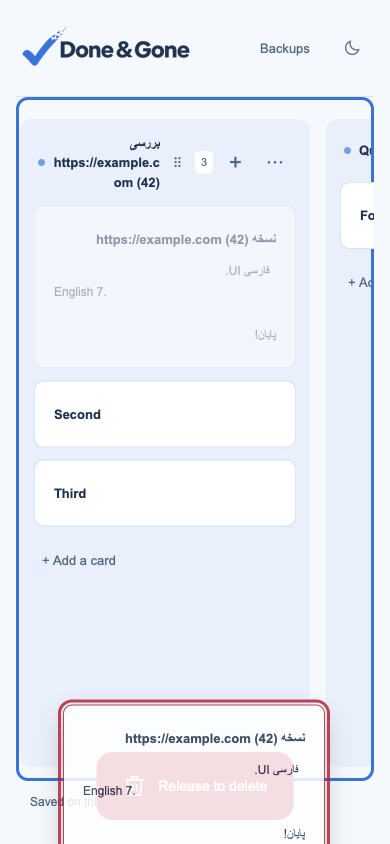 Done & Gone
Backups
بررسی
https://example.c
om (42)
3
+
...
Qu
نسخه https://example.com (42)
فارسی UI.
English 7.
پایان!
Fo
+ Ad
Second
Third
+ Add a card
نسخه https://example.com (42)
فارسی UI.
English 7.
Release to delete
پایان!
Saved on thi